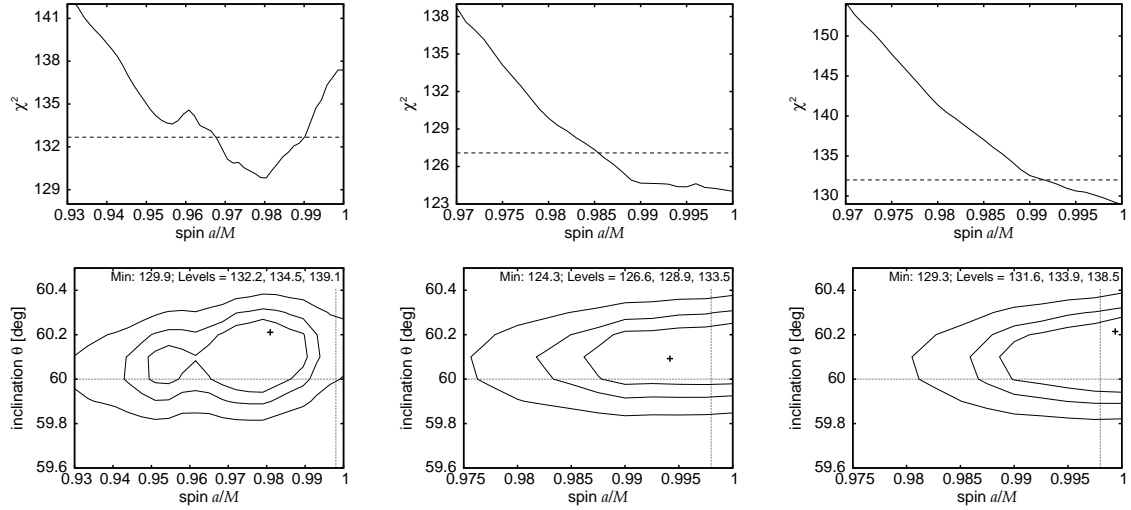 141
138
135
132
129
χ²
0.93 0.94 0.95 0.96 0.97 0.98 0.99 1
spin a/M
138
135
132
129
126
123
χ²
0.97 0.975 0.98 0.985 0.99 0.995 1
spin a/M
150
145
140
135
130
χ²
0.97 0.975 0.98 0.985 0.99 0.995 1
spin a/M
Min: 129.9; Levels = 132.2, 134.5, 139.1
60.4
60.2
60
59.8
59.6
inclination θ [deg]
0.93 0.94 0.95 0.96 0.97 0.98 0.99 1
spin a/M
Min: 124.3; Levels = 126.6, 128.9, 133.5
60.4
60.2
60
59.8
59.6
inclination θ [deg]
0.975 0.98 0.985 0.99 0.995 1
spin a/M
Min: 129.3; Levels = 131.6, 133.9, 138.5
60.4
60.2
60
59.8
59.6
inclination θ [deg]
0.975 0.98 0.985 0.99 0.995 1
spin a/M